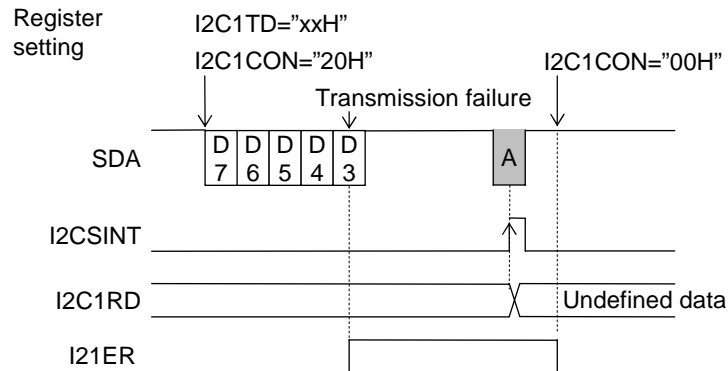 Register
setting
I2C1TD="xxH"
I2C1CON="20H"
I2C1CON="00H"
Transmission failure
SDA
D D D D D
7 6 5 4 3
A
I2CSINT
I2C1RD
Undefined data
I21ER